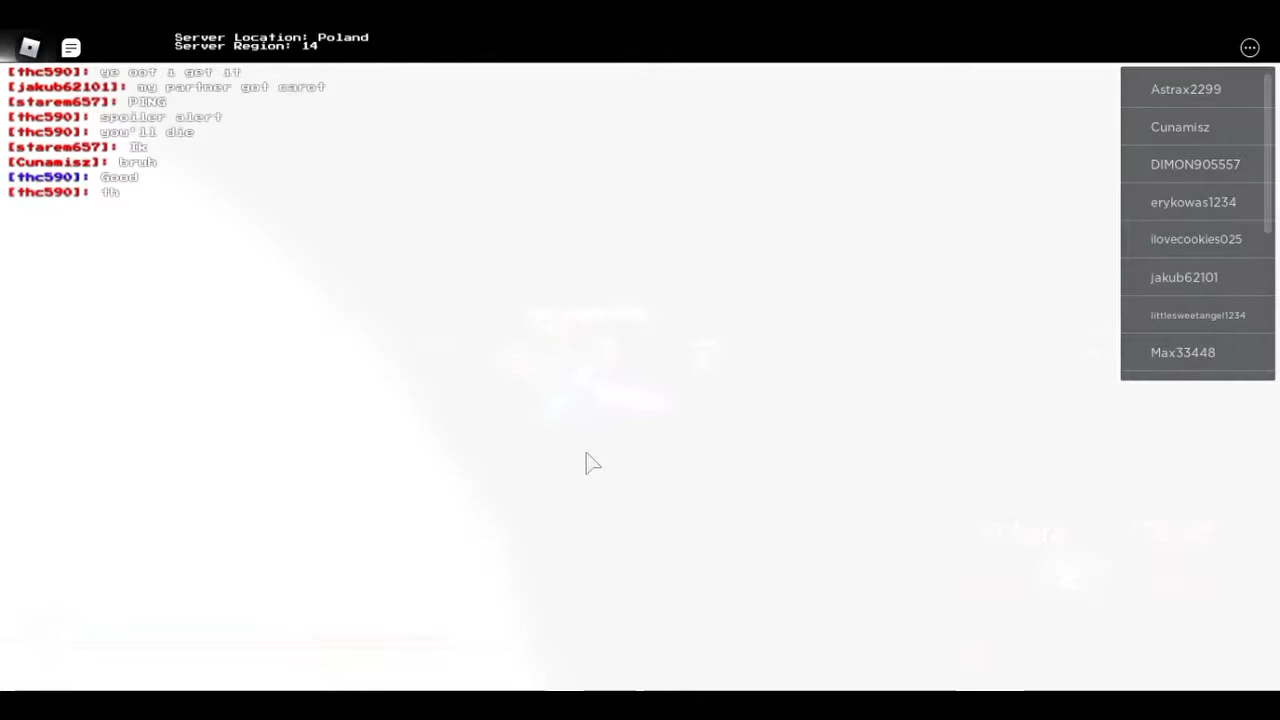 Server Location: Poland
Server Region: 14
[thc590]: ye oof i get it
[jakub62101]: my partner got carot
[starem657]: PING
[thc590]: spoiler alert
[thc590]: you'll die
[starem657]: Ik
[Cunamisz]: bruh
[thc590]: Good
[thc590]: th
Astrax2299
Cunamisz
DIMON905557
erykowas1234
ilovecookies025
jakub62101
littlesweetangel1234
Max33448